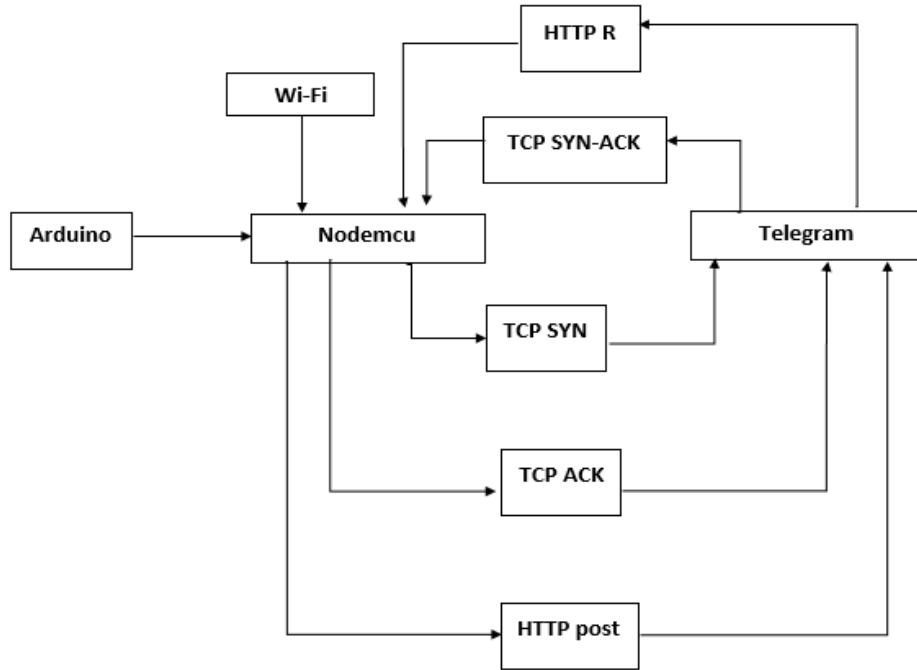 HTTP R
Wi-Fi
TCP SYN-ACK
Arduino
Nodemcu
Telegram
TCP SYN
TCP ACK
HTTP post